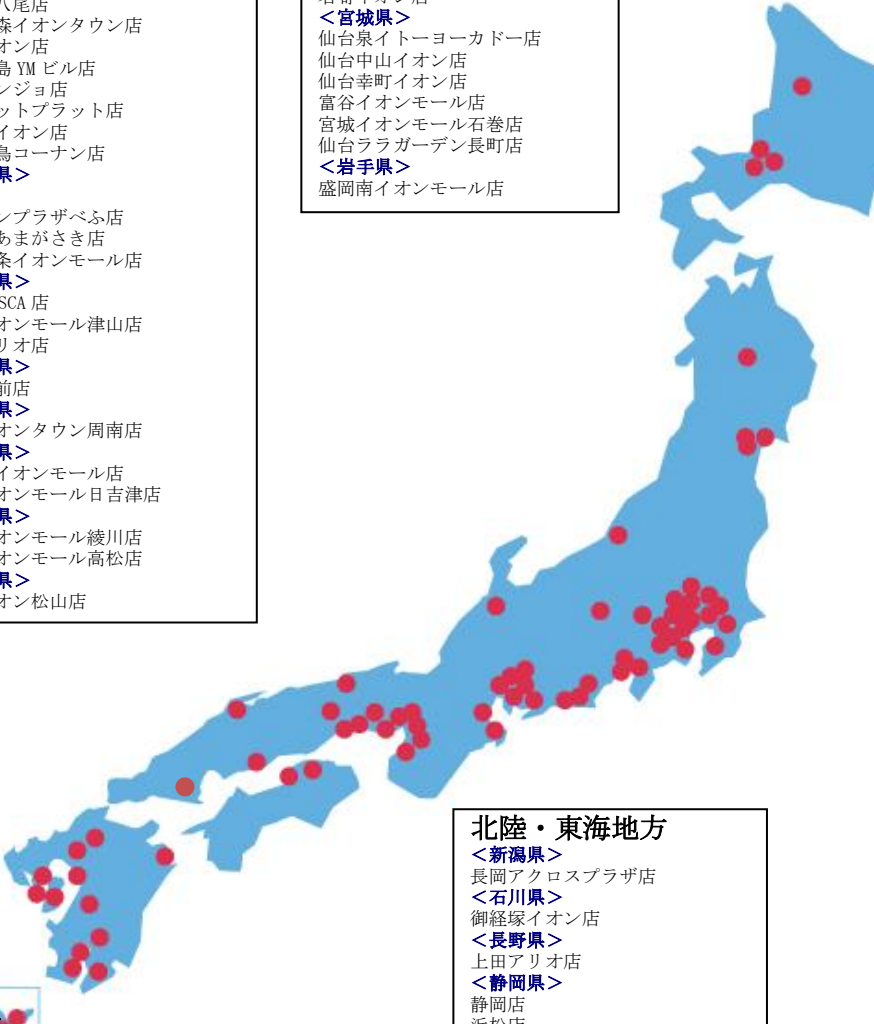 八尾店
森イオンタウン店
オン店
島 YM ビル店
ンジョ店
ットプラット店
イオン店
島コーナン店
県＞
ンプラザべふ店
あまがさき店
条イオンモール店
県＞
SCA 店
オンモール津山店
リオ店
県＞
前店
県＞
オンタウン周南店
県＞
イオンモール店
オンモール日吉津店
県＞
オンモール綾川店
オンモール高松店
県＞
オン松山店
＜宮城県＞
仙台泉イトーヨーカドー店
仙台中山イオン店
仙台幸町イオン店
富谷イオンモール店
宮城イオンモール石巻店
仙台ララガーデン長町店
＜岩手県＞
盛岡南イオンモール店
北陸・東海地方
＜新潟県＞
長岡アクロスプラザ店
＜石川県＞
御経塚イオン店
＜長野県＞
上田アリオ店
＜静岡県＞
静岡店
浜松店